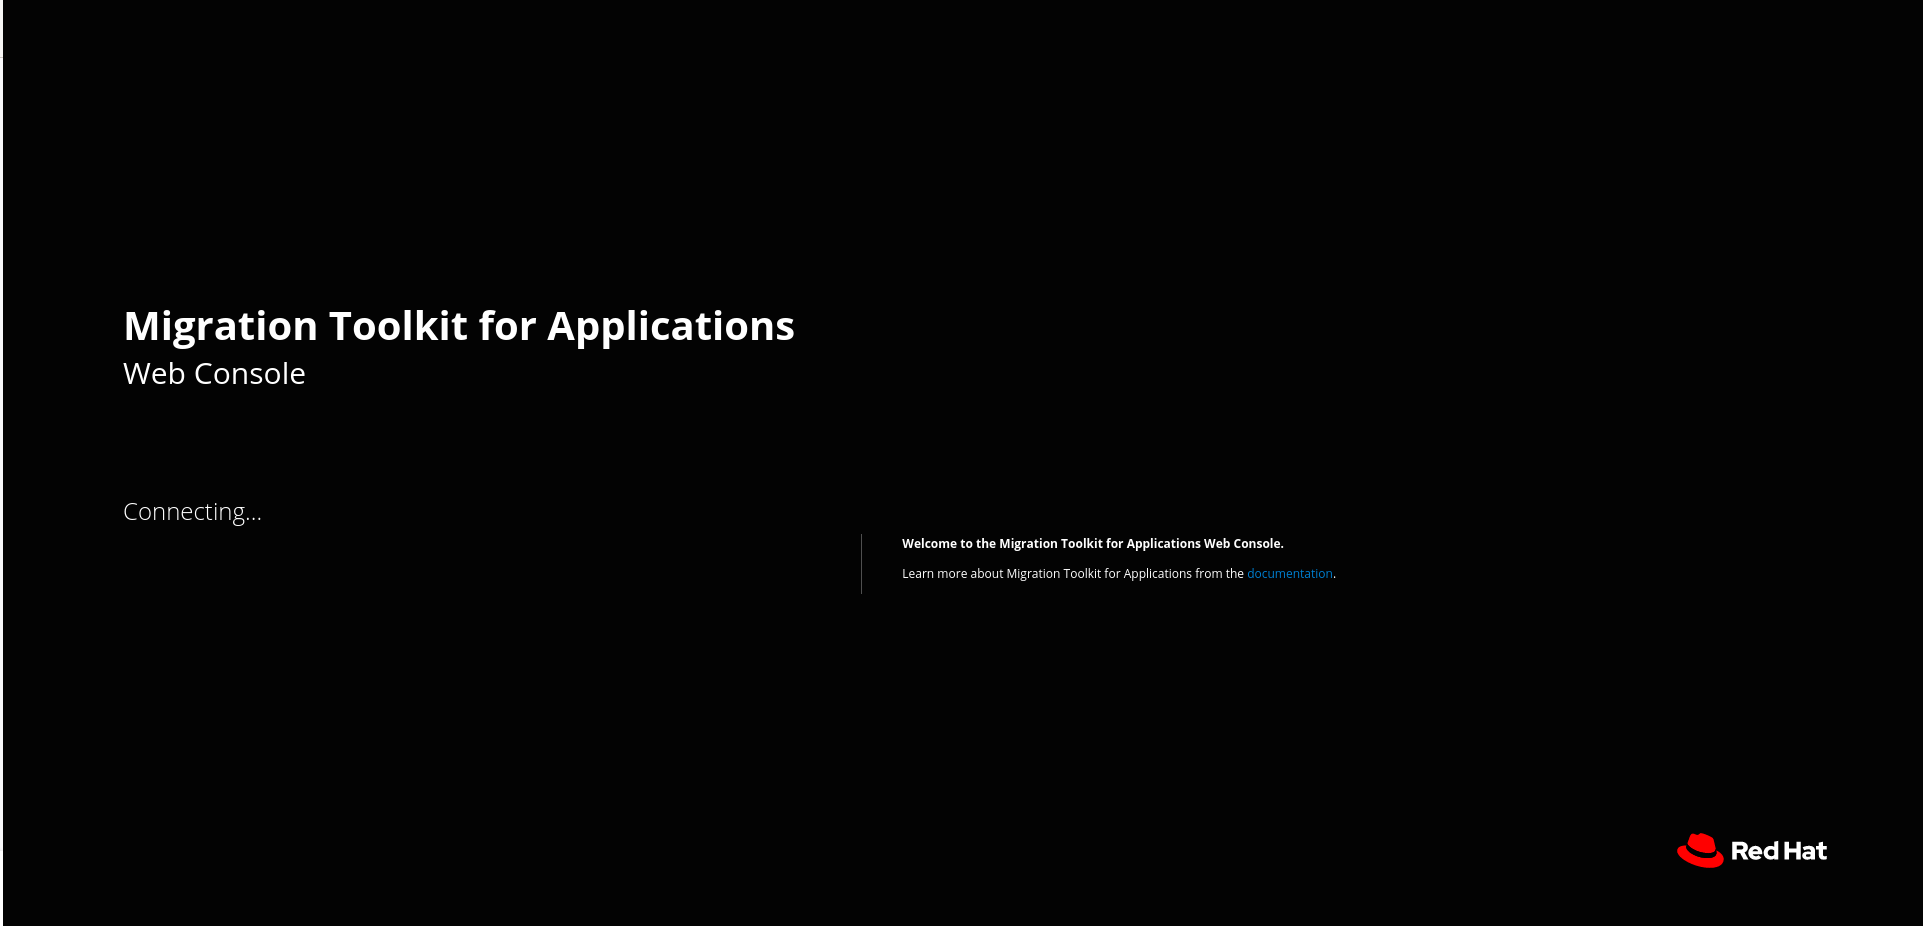 Migration Toolkit for Applications
Web Console
Connecting...
Welcome to the Migration Toolkit for Applications Web Console.
Learn more about Migration Toolkit for Applications from the documentation.
Red Hat